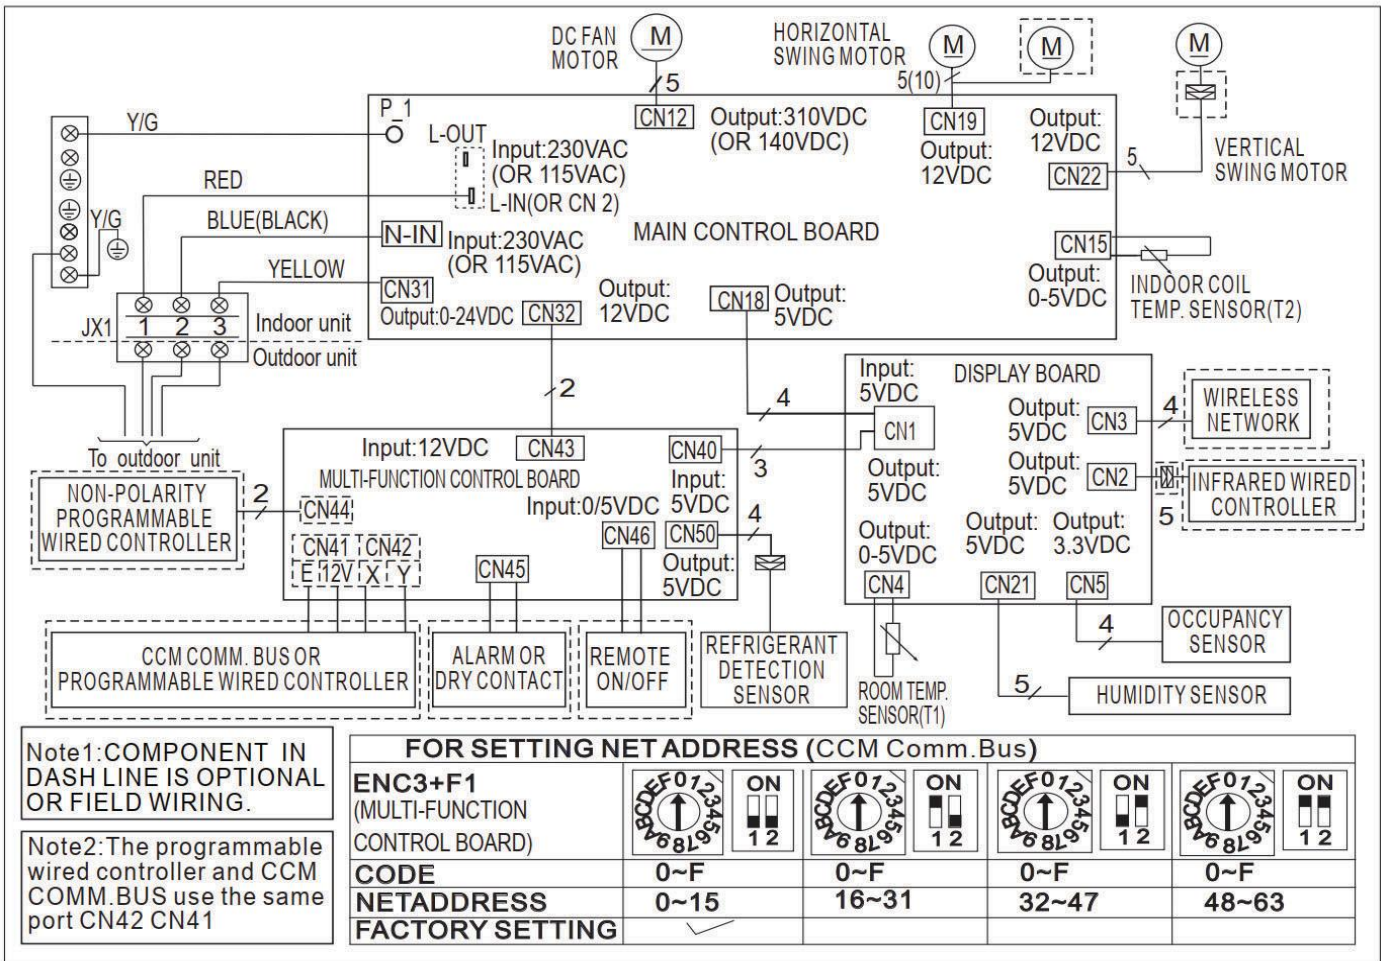 DC FAN
MOTOR
M
HORIZONTAL
SWING MOTOR
M
M
M
5
5(10)
P_1
CN12
Output:310VDC
(OR 140VDC)
CN19
Output:
12VDC
Output:
12VDC
CN22
5
VERTICAL
SWING MOTOR
Y/G
L-OUT
Input:230VAC
(OR 115VAC)
RED
L-IN(OR CN 2)
Y/G
BLUE(BLACK)
N-IN
Input:230VAC
(OR 115VAC)
MAIN CONTROL BOARD
CN15
Output:
0-5VDC
INDOOR COIL
TEMP. SENSOR(T2)
YELLOW
CN31
Output:0-24VDC
CN32
Output:
12VDC
CN18
Output:
5VDC
JX1
1 2 3
Indoor unit
Outdoor unit
To outdoor unit
2
4
3
Input:
5VDC
DISPLAY BOARD
CN1
Output:
5VDC
CN3
4
WIRELESS
NETWORK
Output:
5VDC
Output:
5VDC
CN2
5
INFRARED WIRED
CONTROLLER
Input:12VDC
CN43
CN40
MULTI-FUNCTION CONTROL BOARD
Input:
5VDC
Input:0/5VDC
NON-POLARITY
PROGRAMMABLE
WIRED CONTROLLER
2
CN44
CN41 CN42
E 12V X Y
CN45
CN46
CN50
Output:
5VDC
4
Output:
0-5VDC
Output:
5VDC
Output:
3.3VDC
CN4
CN21
CN5
CCM COMM. BUS OR
PROGRAMMABLE WIRED CONTROLLER
ALARM OR
DRY CONTACT
REMOTE
ON/OFF
REFRIGERANT
DETECTION
SENSOR
ROOM TEMP.
SENSOR(T1)
4
OCCUPANCY
SENSOR
5
HUMIDITY SENSOR
Note1:COMPONENT IN
DASH LINE IS OPTIONAL
OR FIELD WIRING.
Note2:The programmable
wired controller and CCM
COMM.BUS use the same
port CN42 CN41
FOR SETTING NET ADDRESS (CCM Comm.Bus)
ENC3+F1
(MULTI-FUNCTION
CONTROL BOARD)
0123456789ABCDEF
ON
1 2
0123456789ABCDEF
ON
1 2
0123456789ABCDEF
ON
1 2
0123456789ABCDEF
ON
1 2
CODE 0~F 0~F 0~F 0~F
NETADDRESS 0~15 16~31 32~47 48~63
FACTORY SETTING